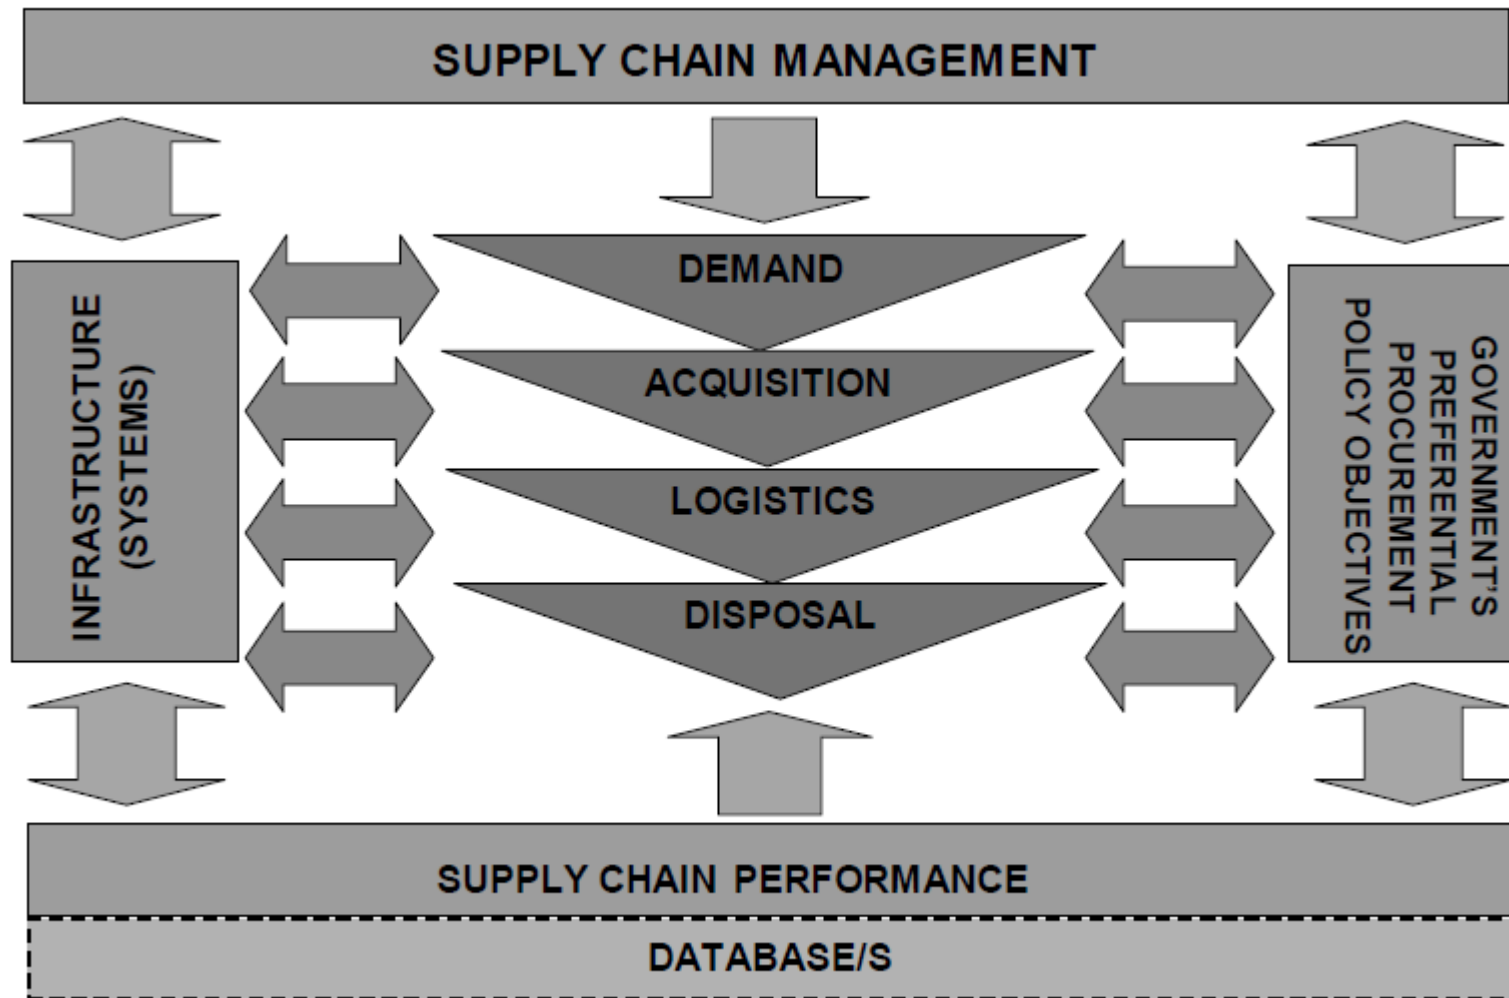 SUPPLY CHAIN MANAGEMENT
INFRASTRUCTURE
(SYSTEMS)
DEMAND
ACQUISITION
LOGISTICS
DISPOSAL
GOVERNMENT'S
PREFERENTIAL
PROCUREMENT
POLICY OBJECTIVES
SUPPLY CHAIN PERFORMANCE
DATABASE/S